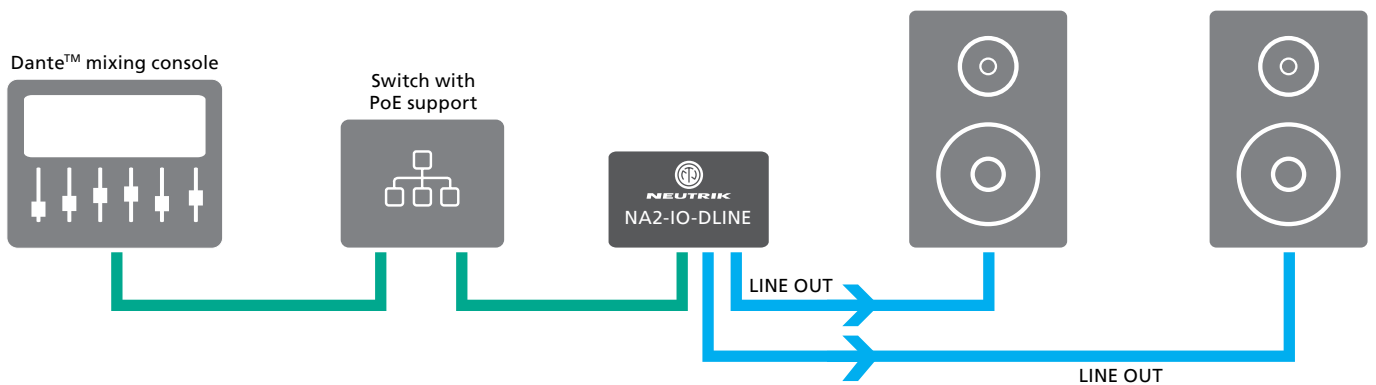 Dante™ mixing console
Switch with
PoE support
NEUTRIK
NA2-IO-DLINE
LINE OUT
LINE OUT